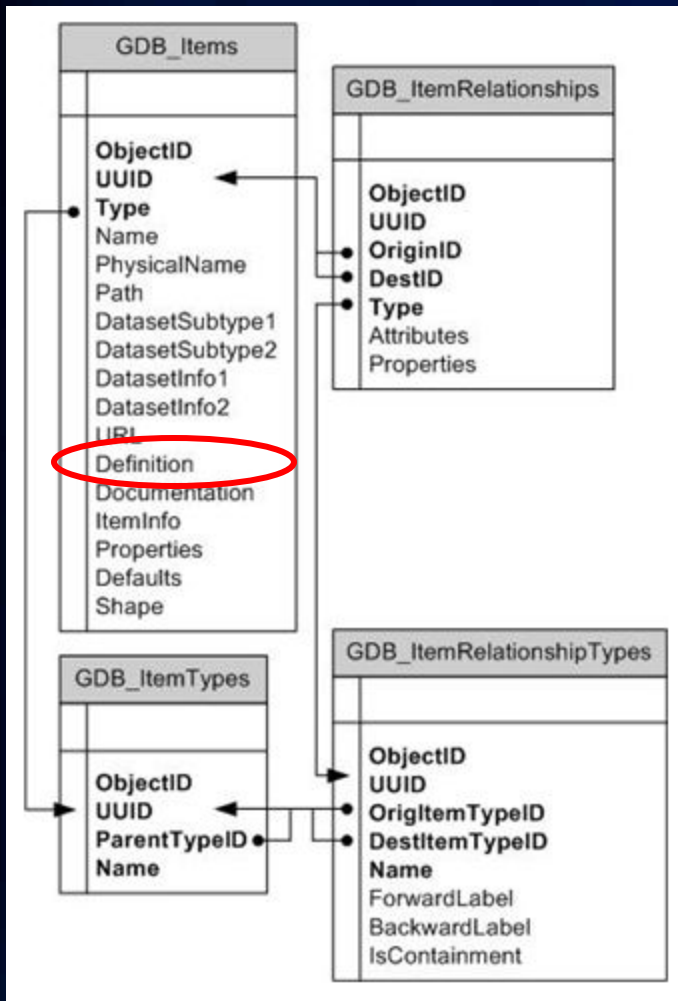 GDB_Items
ObjectID
UUID
Type
Name
PhysicalName
Path
DatasetSubtype1
DatasetSubtype2
DatasetInfo1
DatasetInfo2
URL
Definition
Documentation
ItemInfo
Properties
Defaults
Shape
GDB_ItemRelationships
ObjectID
UUID
OriginID
DestID
Type
Attributes
Properties
GDB_ItemTypes
ObjectID
UUID
ParentTypeID
Name
GDB_ItemRelationshipTypes
ObjectID
UUID
OrigItemTypeID
DestItemTypeID
Name
ForwardLabel
BackwardLabel
IsContainment